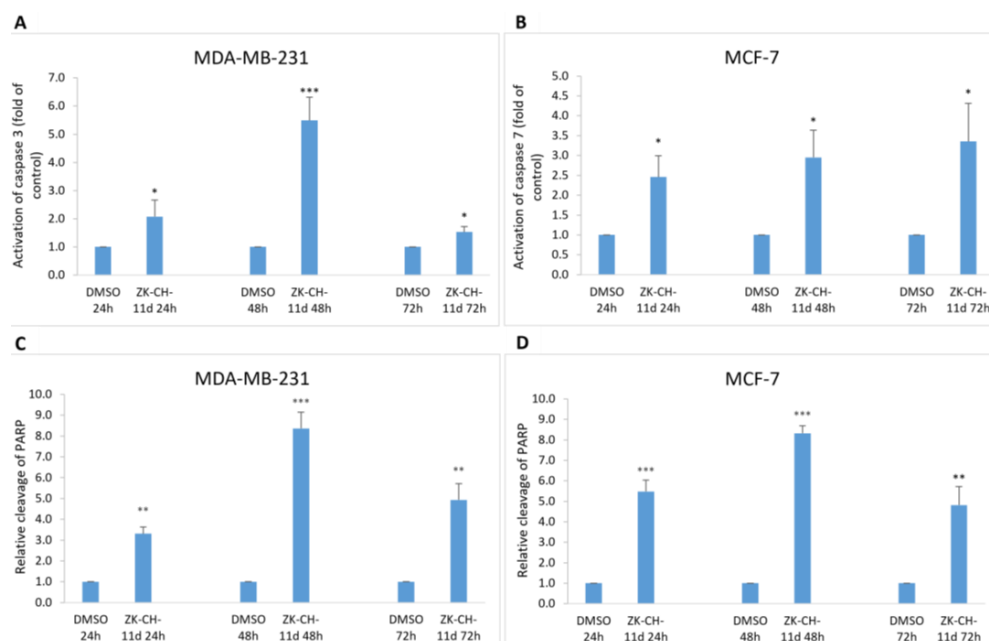 A
MDA-MB-231
Activation of caspase 3 (fold of
control)
7.0
6.0
5.0
4.0
3.0
2.0
1.0
0.0
*
***
*
DMSO
24h
ZK-CH-
11d 24h
DMSO
48h
ZK-CH-
11d 48h
DMSO
72h
ZK-CH-
11d 72h
B
MCF-7
Activation of caspase 7 (fold of
control)
5.0
4.5
4.0
3.5
3.0
2.5
2.0
1.5
1.0
0.5
0.0
*
*
*
DMSO
24h
ZK-CH-
11d 24h
DMSO
48h
ZK-CH-
11d 48h
DMSO
72h
ZK-CH-
11d 72h
C
MDA-MB-231
Relative cleavage of PARP
10.0
9.0
8.0
7.0
6.0
5.0
4.0
3.0
2.0
1.0
0.0
**
***
**
DMSO
24h
ZK-CH-
11d 24h
DMSO
48h
ZK-CH-
11d 48h
DMSO
72h
ZK-CH-
11d 72h
D
MCF-7
Relative cleavage of PARP
10.0
9.0
8.0
7.0
6.0
5.0
4.0
3.0
2.0
1.0
0.0
***
***
**
DMSO
24h
ZK-CH-
11d 24h
DMSO
48h
ZK-CH-
11d 48h
DMSO
72h
ZK-CH-
11d 72h